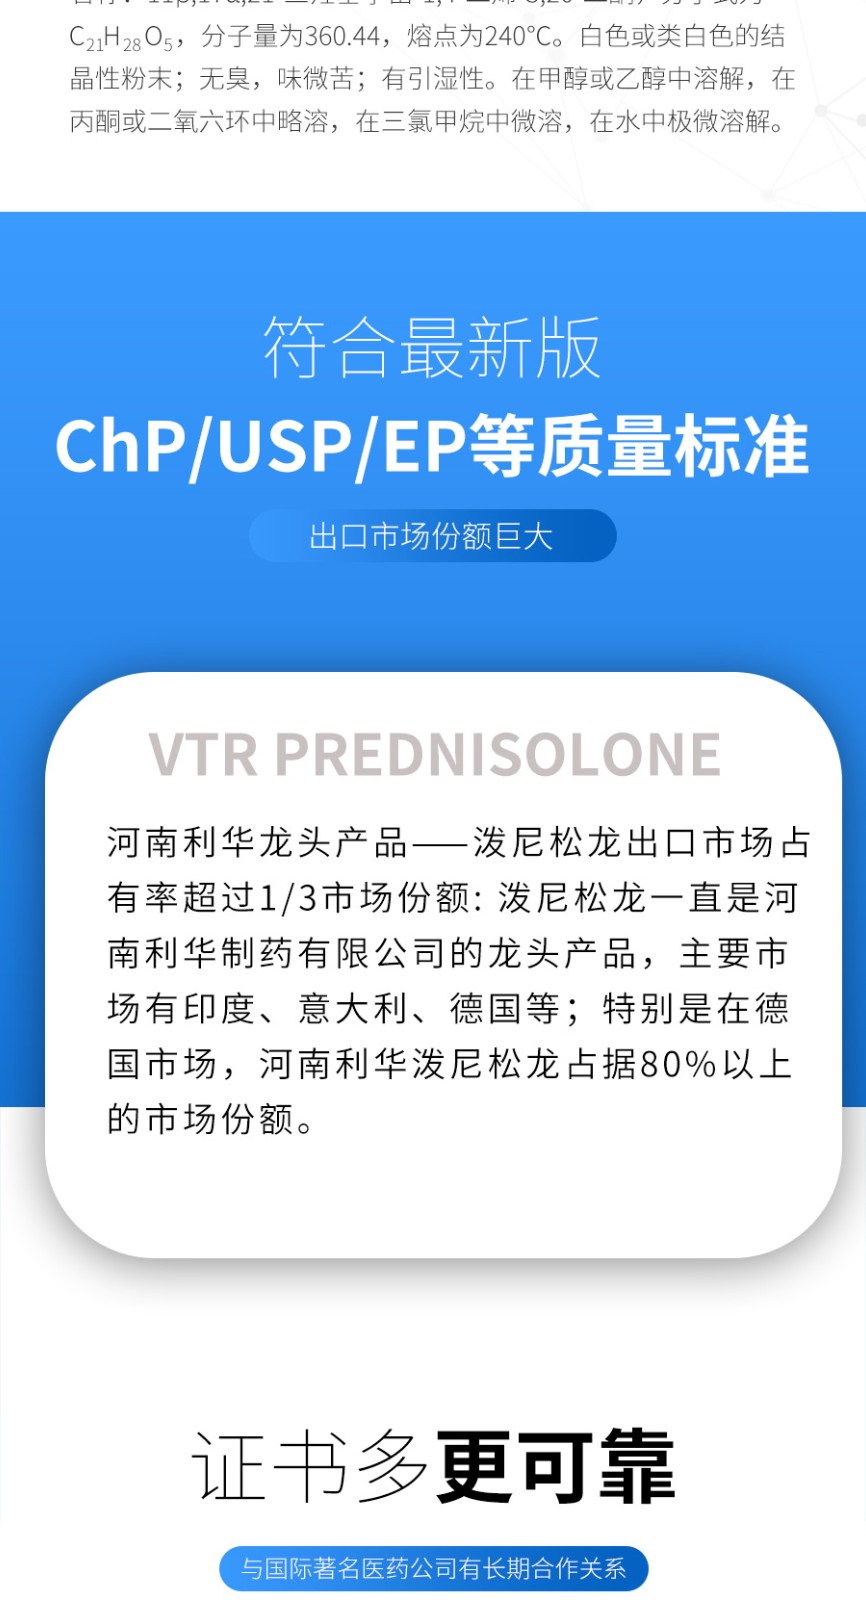 C₂₁H₂₈O₅，分子量为360.44，熔点为240℃。白色或类白色的结
晶性粉末；无臭，味微苦；有引湿性。在甲醇或乙醇中溶解，在
丙酮或二氧六环中略溶，在三氯甲烷中微溶，在水中极微溶解。
符合最新版
ChP/USP/EP等质量标准
出口市场份额巨大
VTR PREDNISOLONE
河南利华龙头产品——泼尼松龙出口市场占
有率超过1/3市场份额: 泼尼松龙一直是河
南利华制药有限公司的龙头产品，主要市
场有印度、意大利、德国等；特别是在德
国市场，河南利华泼尼松龙占据80%以上
的市场份额。
证书多更可靠
与国际著名医药公司有长期合作关系